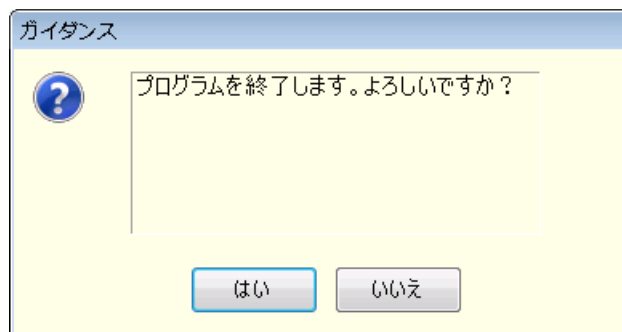 ガイダンス
プログラムを終了します。よろしいですか？
はい
いいえ